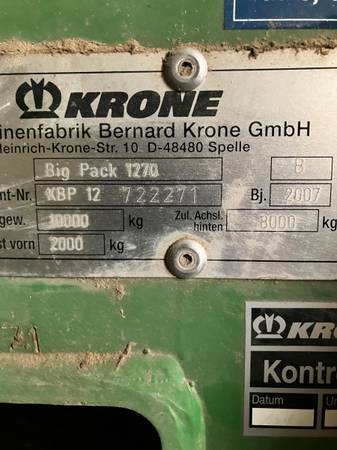 KRONE
inenfabrik Bernard Krone GmbH
Heinrich-Krone-Str. 10 D-48480 Spelle
Big Pack 1270 B
nt-Nr. KBP 12 722271 Bj. 2007
gew. 10000 kg Zul. Achsl. hinten 8000
st vorn 2000 kg
KRO
Kontr
Datum Un